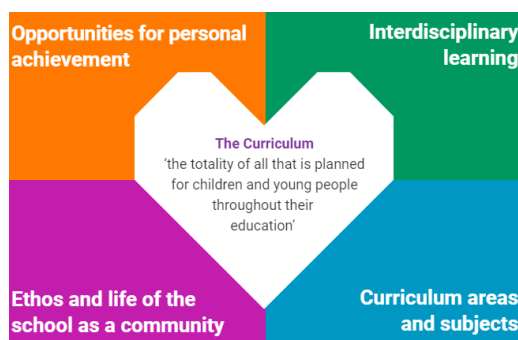 Opportunities for personal
achievement
Interdisciplinary
learning
The Curriculum
‘the totality of all that is planned
for children and young people
throughout their
education’
Ethos and life of the
school as a community
Curriculum areas
and subjects